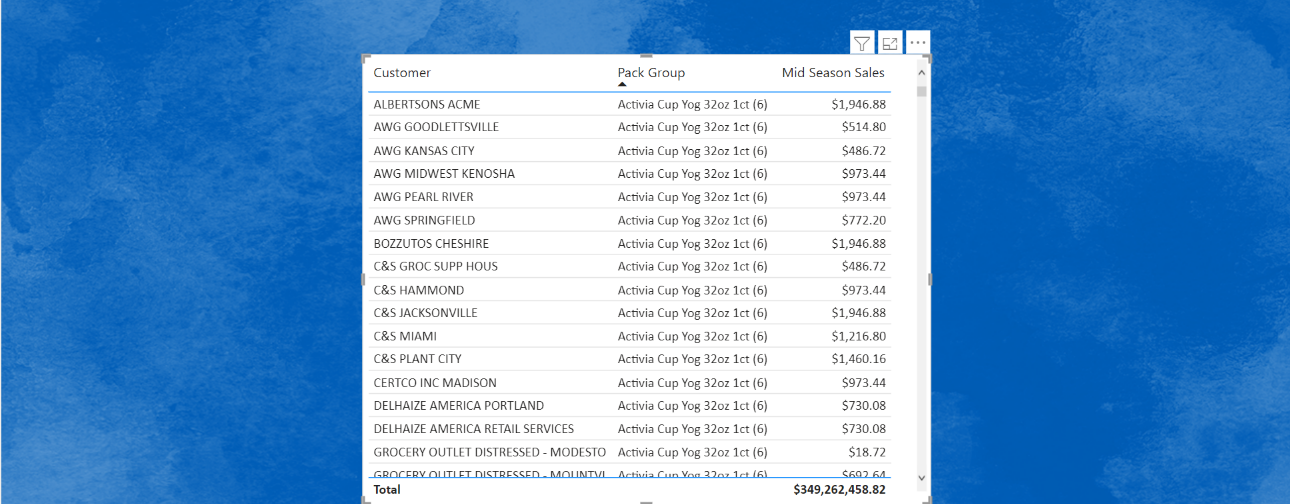 Customer Pack Group Mid Season Sales
ALBERTSONS ACME Activia Cup Yog 32oz 1ct (6) $1,946.88
AWG GOODLETTSVILLE Activia Cup Yog 32oz 1ct (6) $514.80
AWG KANSAS CITY Activia Cup Yog 32oz 1ct (6) $486.72
AWG MIDWEST KENOSHA Activia Cup Yog 32oz 1ct (6) $973.44
AWG PEARL RIVER Activia Cup Yog 32oz 1ct (6) $973.44
AWG SPRINGFIELD Activia Cup Yog 32oz 1ct (6) $772.20
BOZZUTOS CHESHIRE Activia Cup Yog 32oz 1ct (6) $1,946.88
C&S GROC SUPP HOUS Activia Cup Yog 32oz 1ct (6) $486.72
C&S HAMMOND Activia Cup Yog 32oz 1ct (6) $973.44
C&S JACKSONVILLE Activia Cup Yog 32oz 1ct (6) $1,946.88
C&S MIAMI Activia Cup Yog 32oz 1ct (6) $1,216.80
C&S PLANT CITY Activia Cup Yog 32oz 1ct (6) $1,460.16
CERTCO INC MADISON Activia Cup Yog 32oz 1ct (6) $973.44
DELHAIZE AMERICA PORTLAND Activia Cup Yog 32oz 1ct (6) $730.08
DELHAIZE AMERICA RETAIL SERVICES Activia Cup Yog 32oz 1ct (6) $730.08
GROCERY OUTLET DISTRESSED - MODESTO Activia Cup Yog 32oz 1ct (6) $18.72
GROCERY OUTLET DISTRESSED - MOUNTVI Activia Cup Yog 32oz 1ct (6) $692.64
Total $349,262,458.82